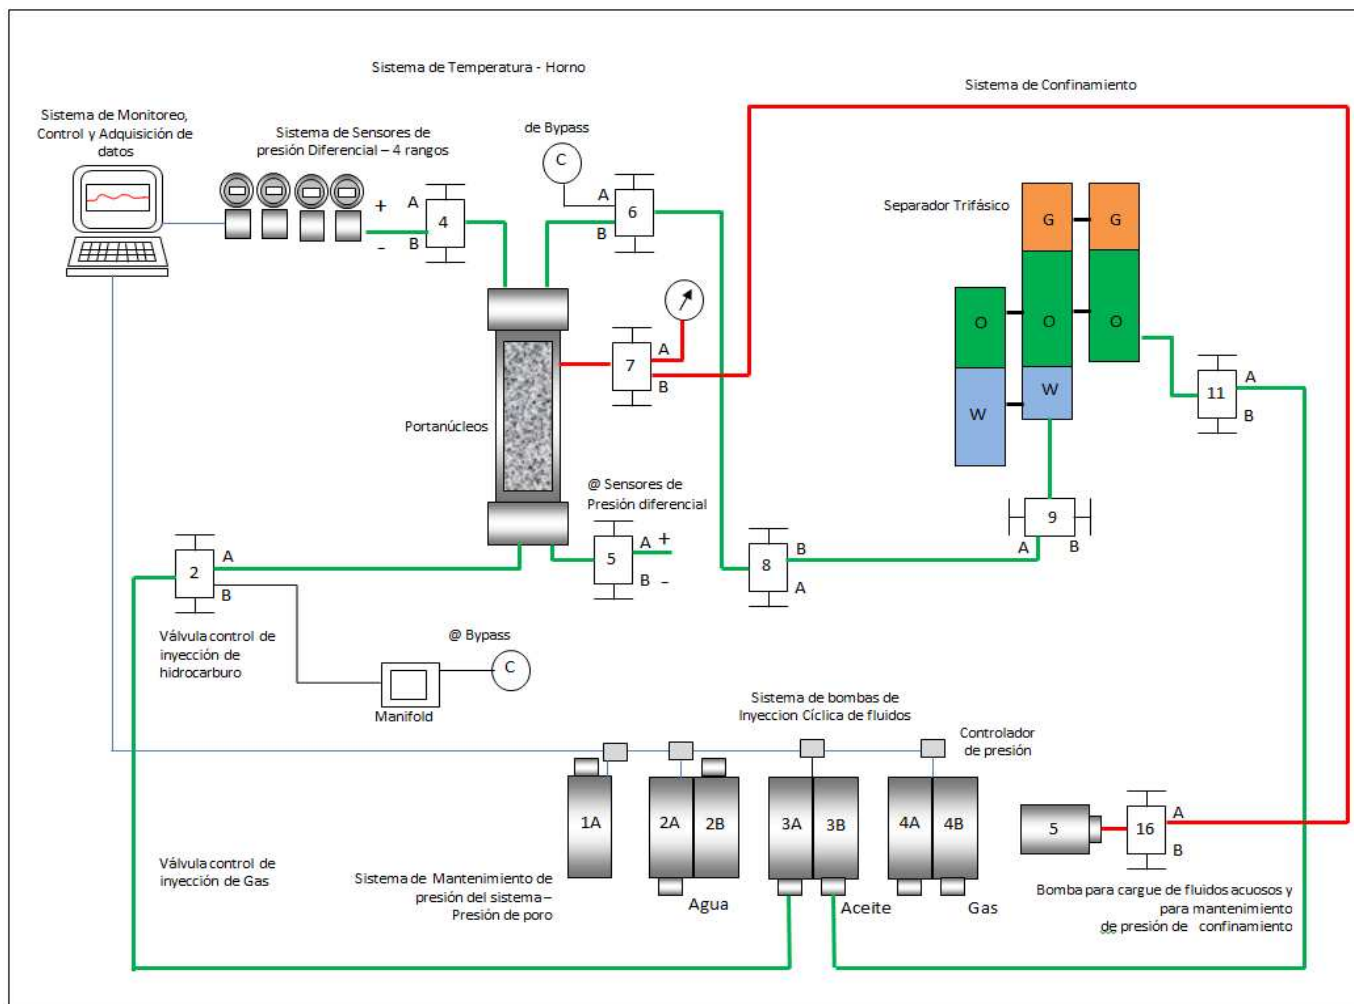 Sistema de Temperatura - Horno
Sistema de Confinamiento
Sistema de Monitoreo,
Control y Adquisición de
datos
Sistema de Sensores de
presión Diferencial – 4 rangos
de Bypass
C
+
-
A
B
4
A
B
6
Separador Trifásico
G
G
O
O
O
W
W
7
A
B
11
A
B
Portanúcleos
@ Sensores de
Presión diferencial
5
A +
B -
2
A
B
8
B
A
9
A
B
Válvula control de
inyección de
hidrocarburo
@ Bypass
C
Manifold
Sistema de bombas de
Inyeccion Cíclica de fluidos
Controlador
de presión
1A
2A
2B
3A
3B
4A
4B
5
16
A
B
Válvula control de
inyección de Gas
Sistema de Mantenimiento de
presión del sistema –
Presión de poro
Agua
Aceite
Gas
Bomba para cargue de fluidos acuosos y
para mantenimiento
de presión de confinamiento